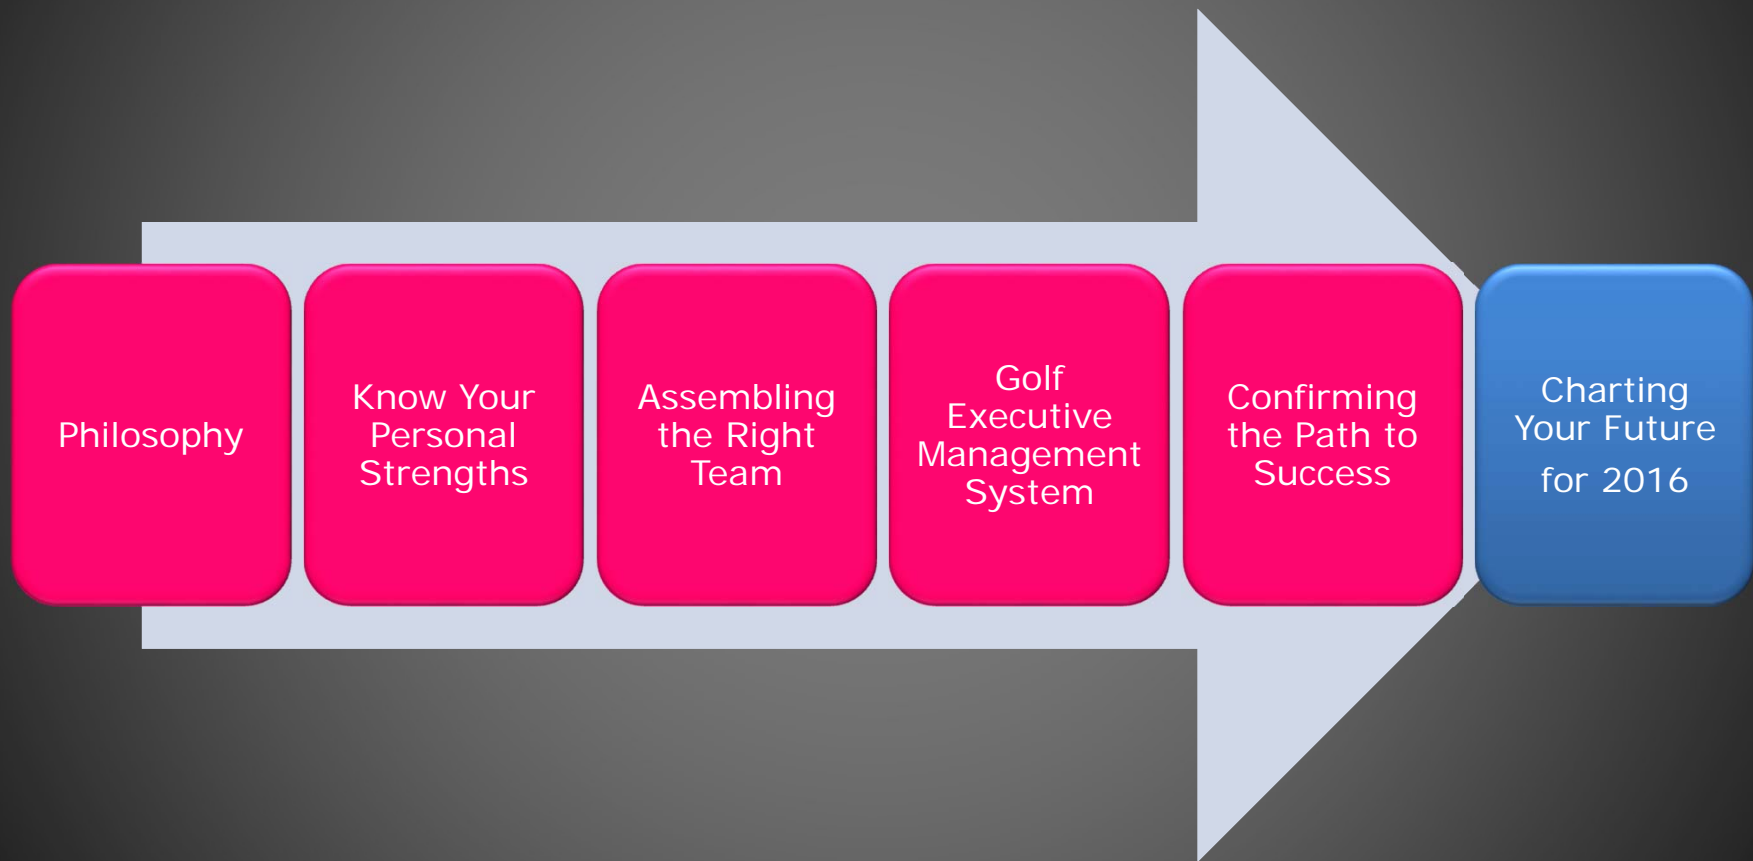 Philosophy
Know Your
Personal
Strengths
Assembling
the Right
Team
Golf
Executive
Management
System
Confirming
the Path to
Success
Charting
Your Future
for 2016